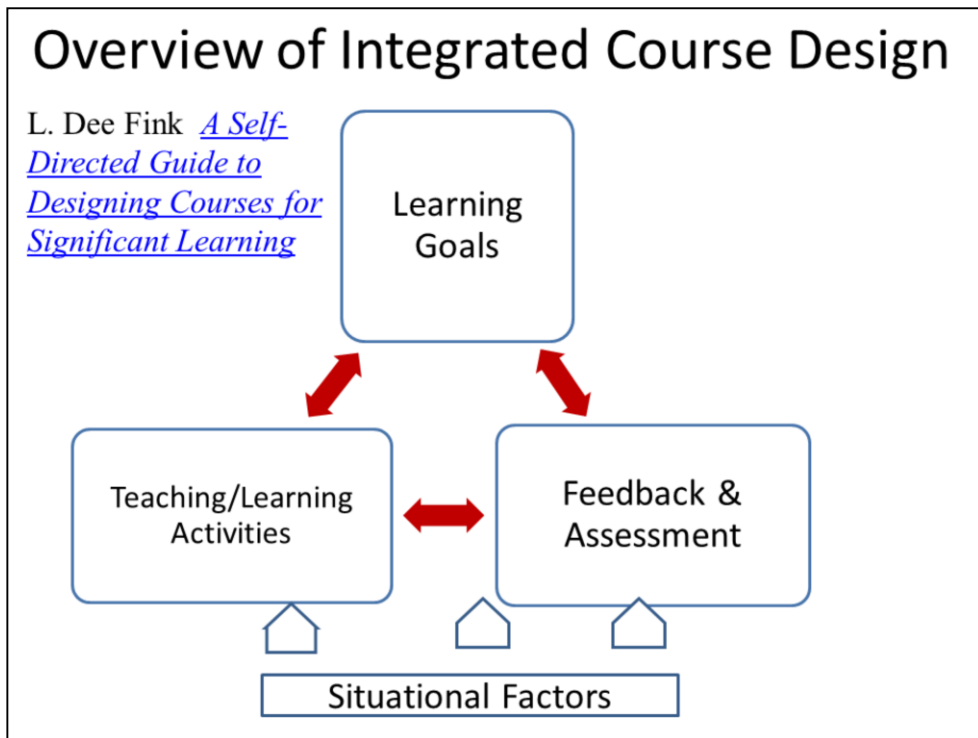 Overview of Integrated Course Design
L. Dee Fink A Self-
Directed Guide to
Designing Courses for
Significant Learning
Learning
Goals
Teaching/Learning
Activities
Feedback &
Assessment
Situational Factors